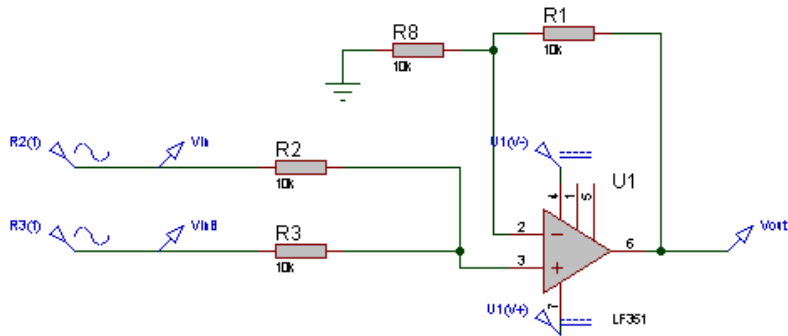 R8
10k
R1
10k
R2(1)
Vin
R2
10k
U1(V-)
U1
4
1
5
R3(1)
VinB
R3
10k
2
3
6
Vout
7
U1(V+)
LF351